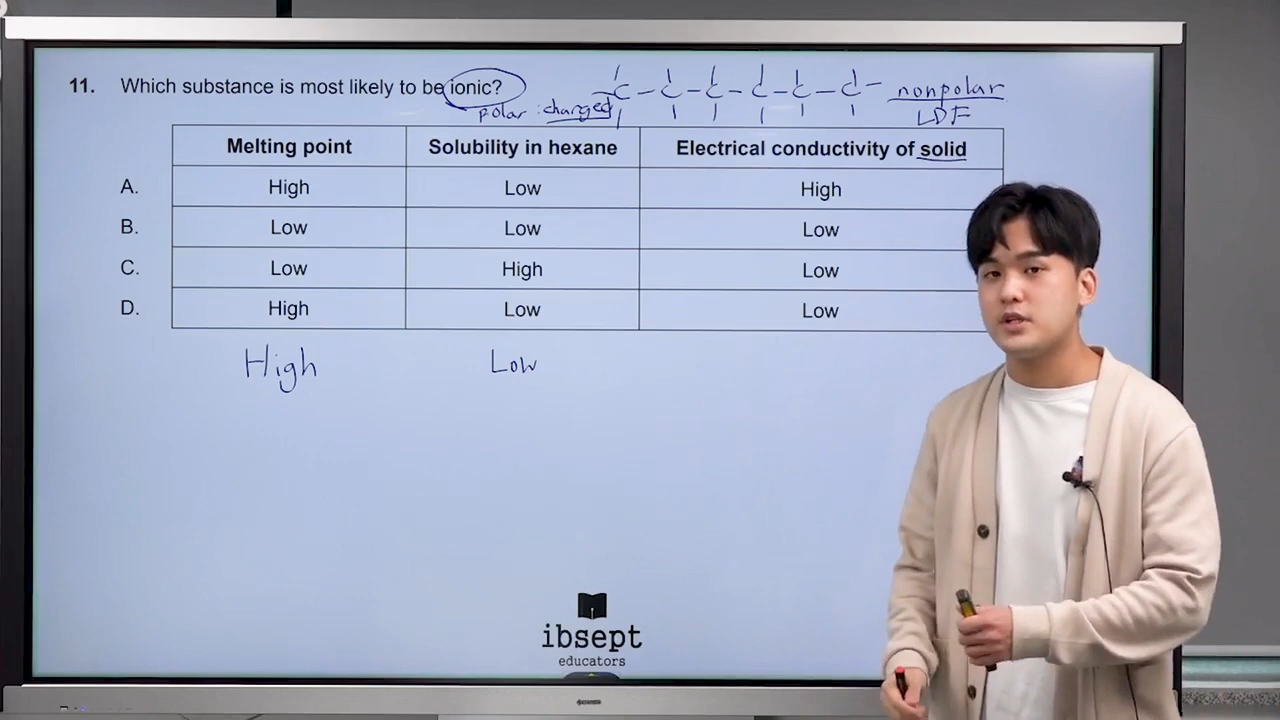 11. Which substance is most likely to be ionic?
polar : charged
C - C - C - C - C - C -
nonpolar
LDF
Melting point Solubility in hexane Electrical conductivity of solid
A. High Low High
B. Low Low Low
C. Low High Low
D. High Low Low
High Low
ibsept
educators